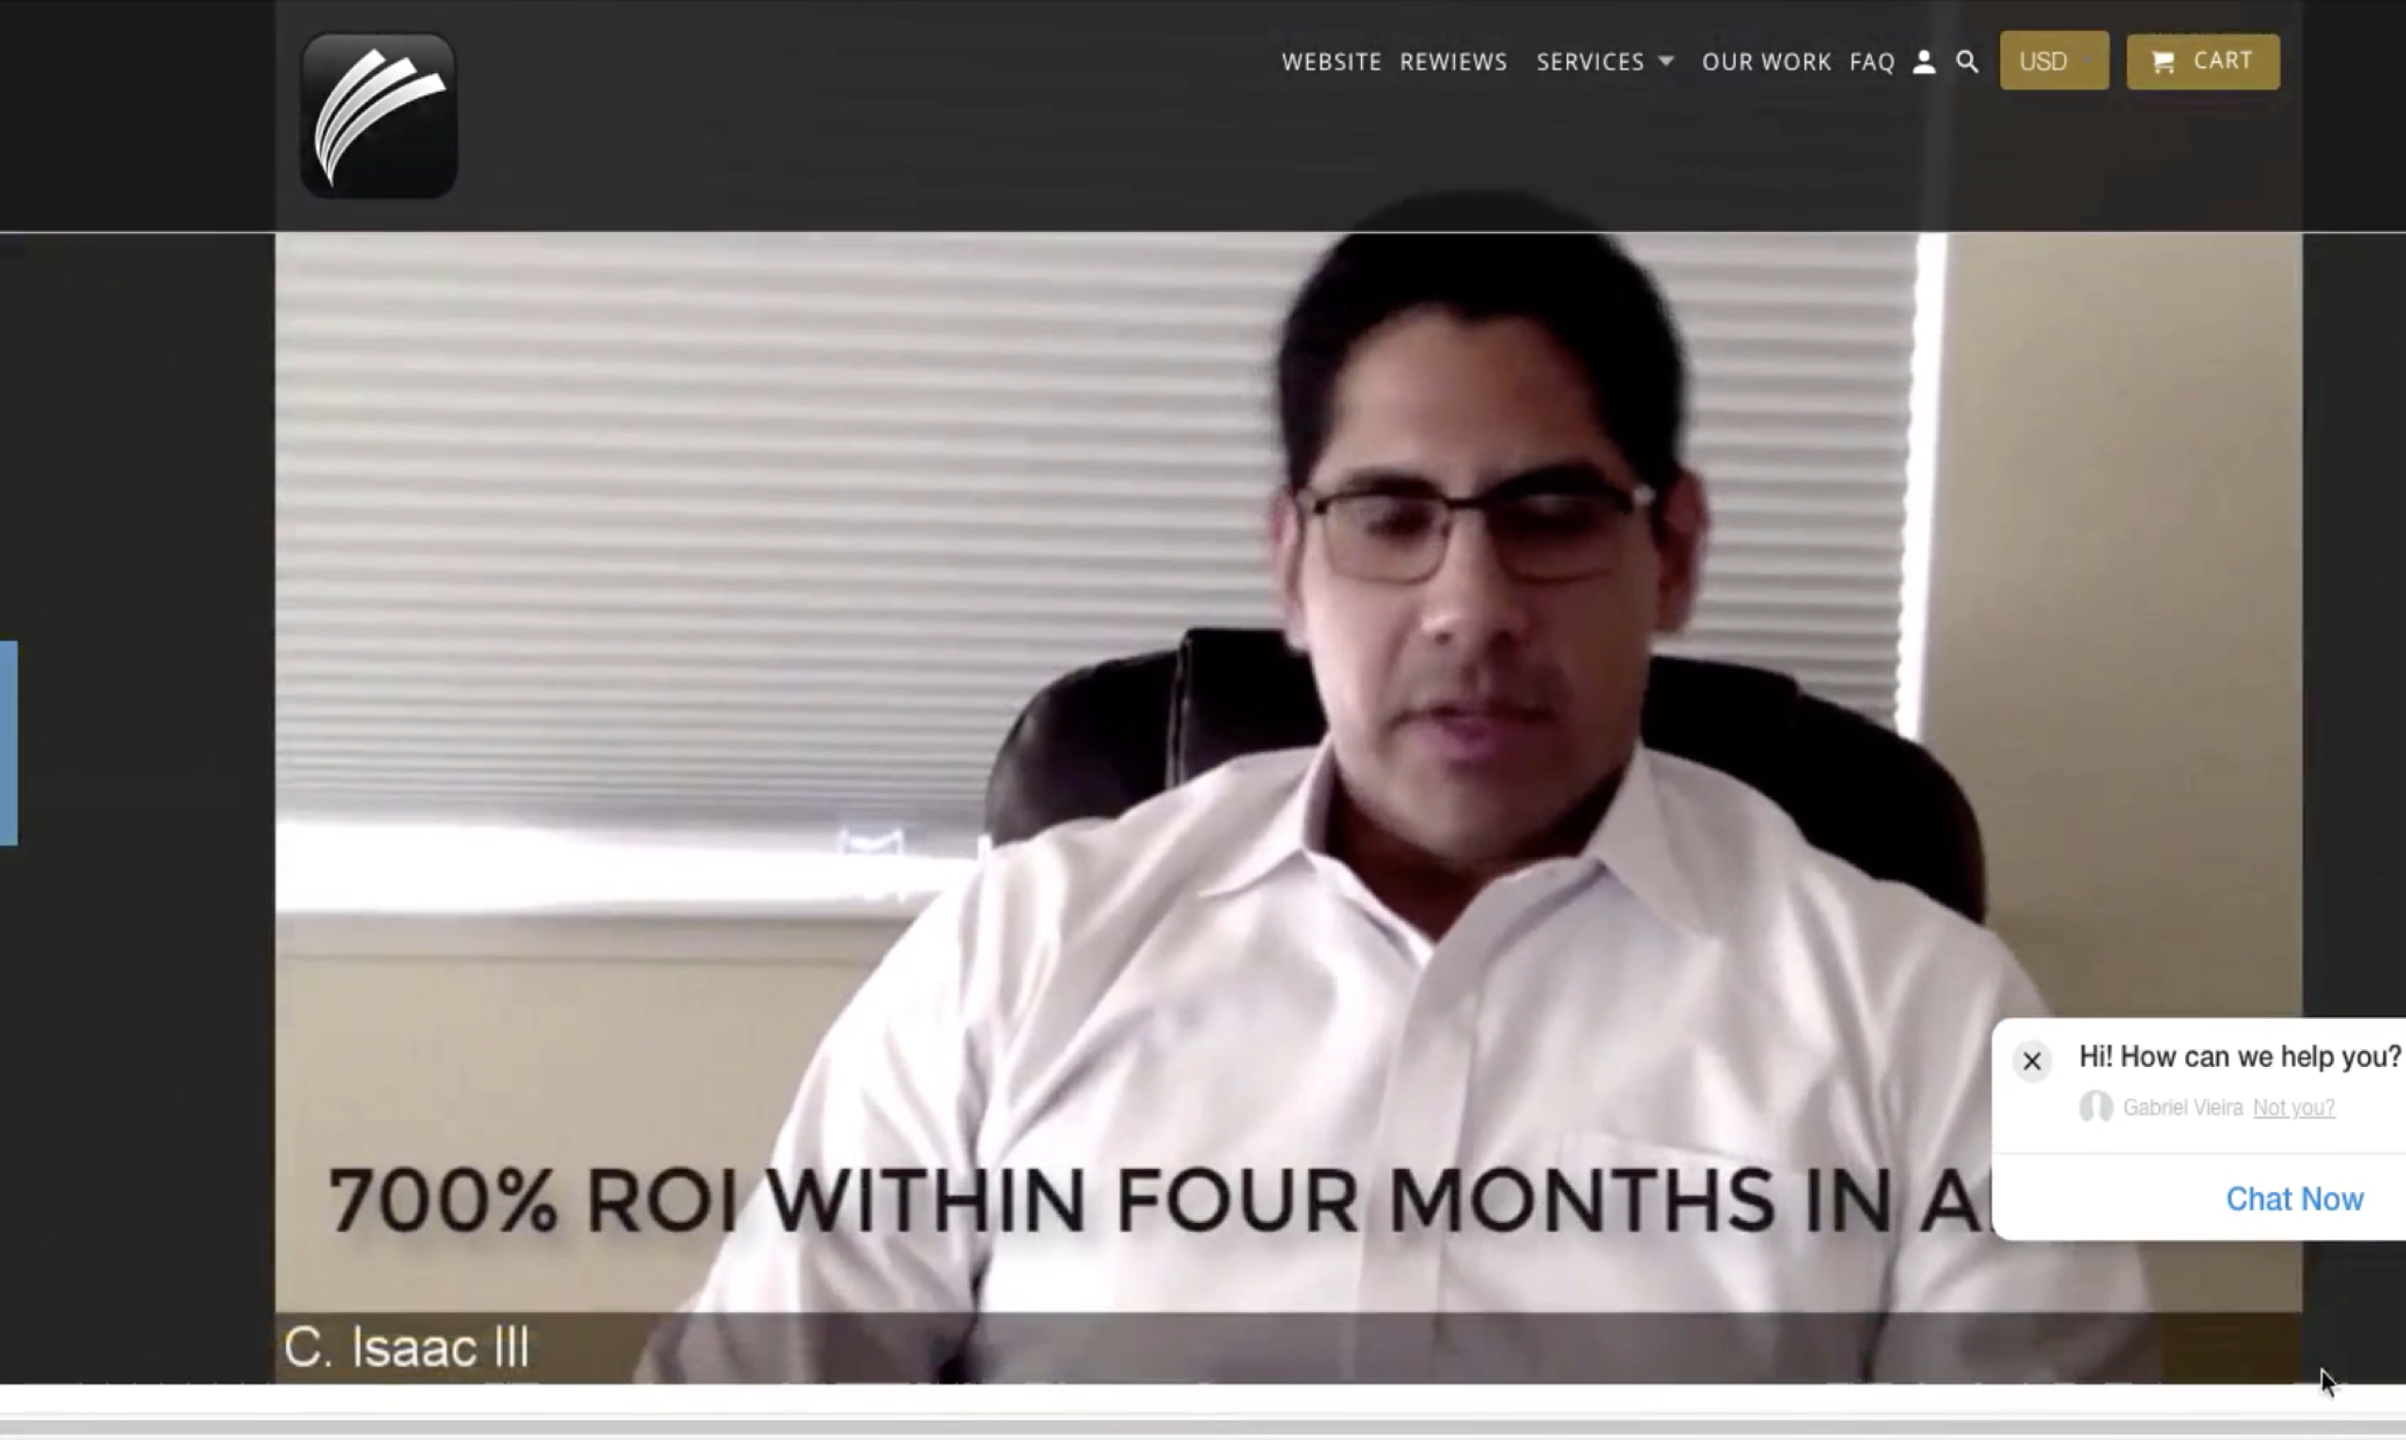 WEBSITE REWIEWS SERVICES OUR WORK FAQ USD CART
Hi! How can we help you?
Gabriel Vieira Not you?
700% ROI WITHIN FOUR MONTHS IN A
Chat Now
C. Isaac III